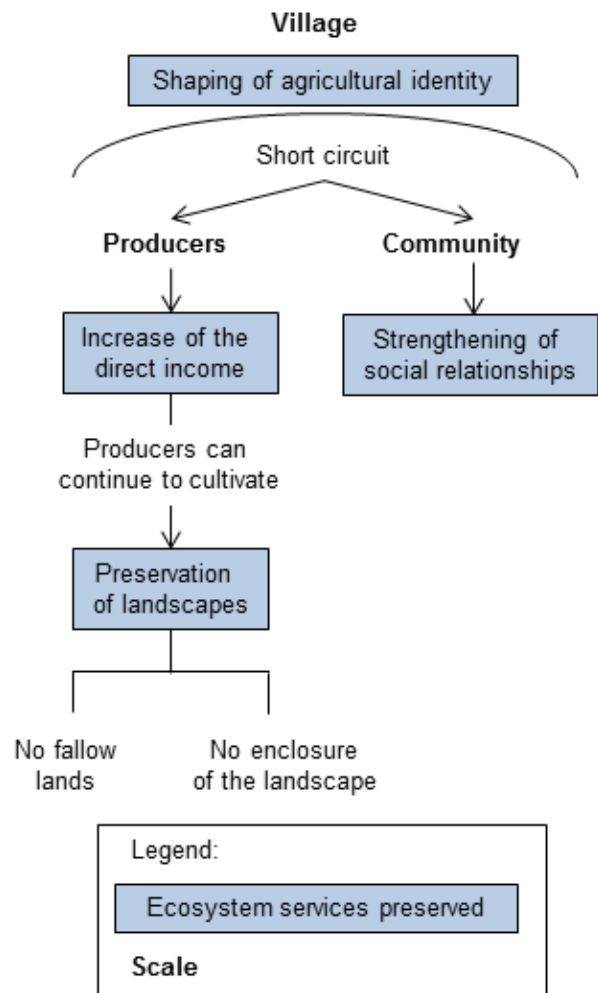 Village
Shaping of agricultural identity
Short circuit
Producers
Community
Increase of the
direct income
Strengthening of
social relationships
Producers can
continue to cultivate
Preservation
of landscapes
No fallow
lands
No enclosure
of the landscape
Legend:
Ecosystem services preserved
Scale